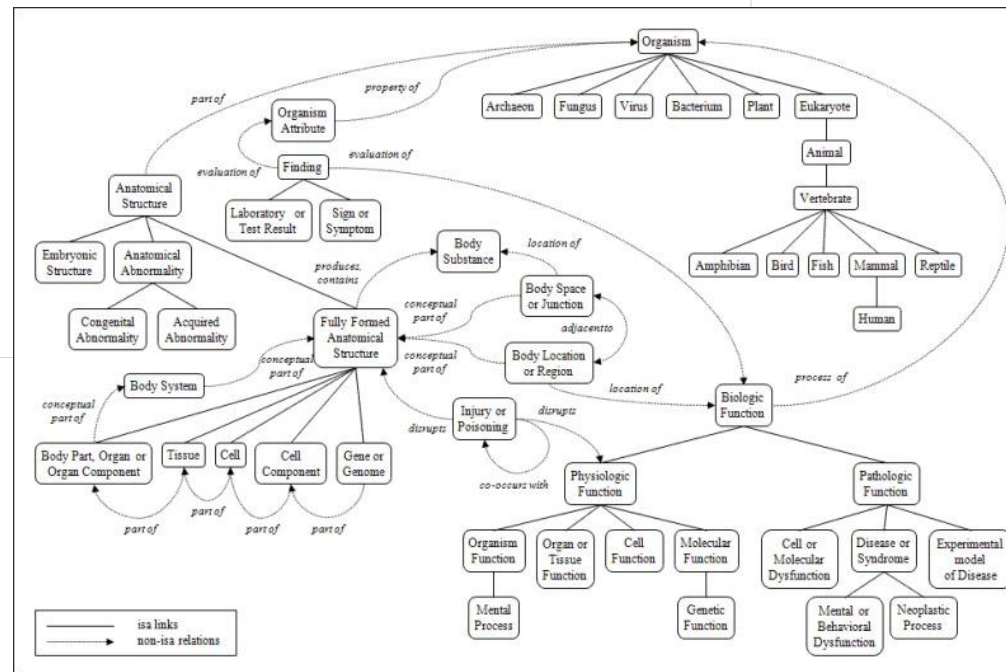 Organism
part of
property of
Archaeon
Fungus
Virus
Bacterium
Plant
Eukaryote
Organism
Attribute
evaluation of
evaluation of
Finding
Animal
Anatomical
Structure
Laboratory or
Test Result
Sign or
Symptom
Vertebrate
Embryonic
Structure
Anatomical
Abnormality
Body
Substance
location of
Amphibian
Bird
Fish
Mammal
Reptile
produces,
contains
Body Space
or Junction
conceptual
part of
Human
Congenital
Abnormality
Acquired
Abnormality
Fully Formed
Anatomical
Structure
adjacent to
conceptual
part of
Body Location
or Region
conceptual
part of
Body System
location of
process of
Biologic
Function
conceptual
part of
Injury or
Poisoning
disrupts
disrupts
Body Part, Organ or
Organ Component
Tissue
Cell
Cell
Component
Gene or
Genome
co-occurs with
Physiologic
Function
Pathologic
Function
part of
part of
part of
part of
Organism
Function
Organ or
Tissue
Function
Cell
Function
Molecular
Function
Cell or
Molecular
Dysfunction
Disease or
Syndrome
Experimental
model
of Disease
Mental
Process
Genetic
Function
Mental or
Behavioral
Dysfunction
Neoplastic
Process
isa links
non-isa relations